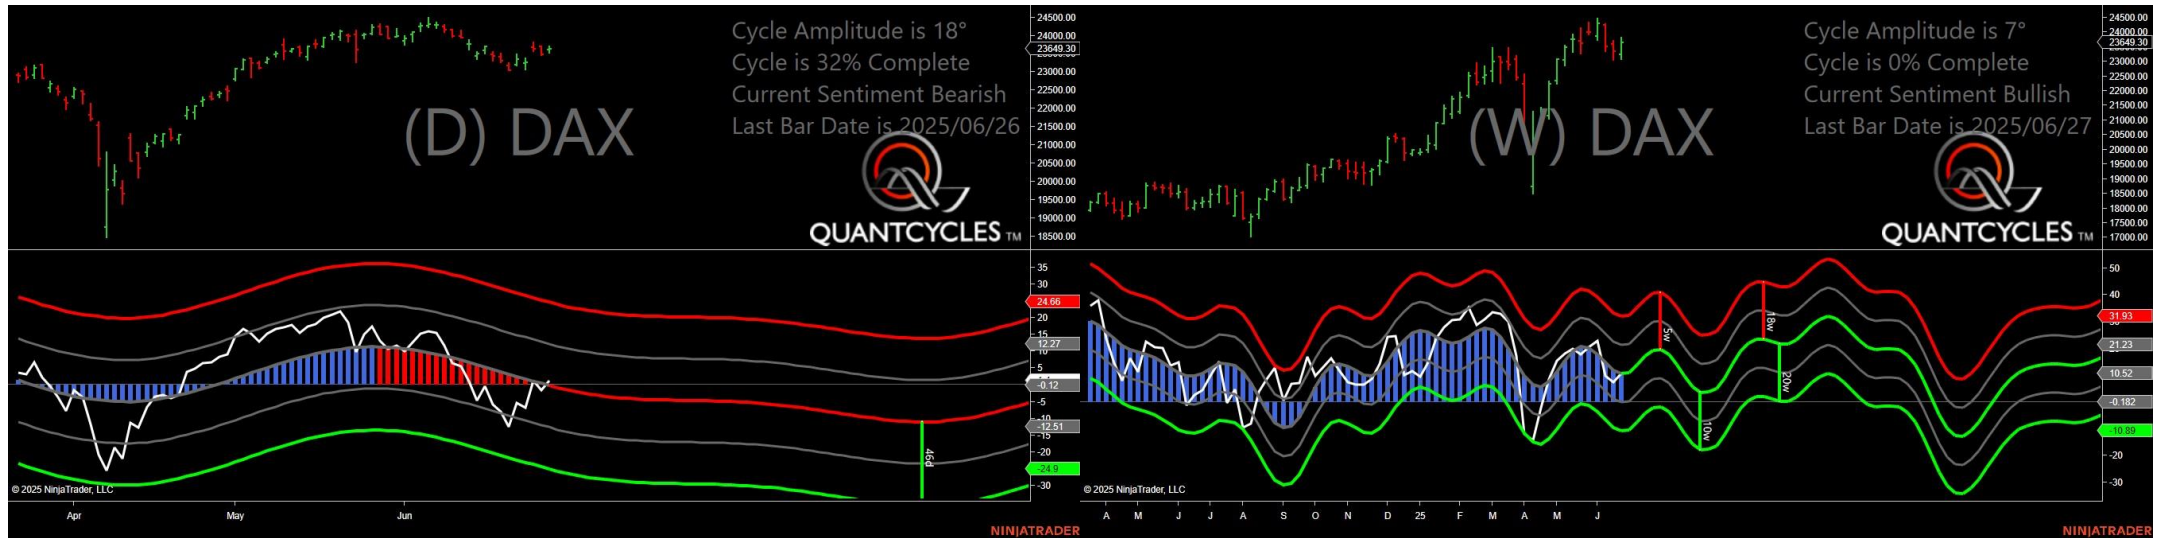 Cycle Amplitude is 18°
Cycle is 32% Complete
Current Sentiment Bearish
Last Bar Date is 2025/06/26
(D) DAX
QUANTCYCLES TM
24500.00
24000.00
23649.30
23000.00
22500.00
22000.00
21500.00
21000.00
20500.00
20000.00
19500.00
19000.00
18500.00
35
30
24.66
20
15
12.27
10
5
-0.12
-5
-10
-12.51
-15
-20
-24.9
-30
46d
© 2025 NinjaTrader, LLC
Apr May Jun
NINJATRADER
Cycle Amplitude is 7°
Cycle is 0% Complete
Current Sentiment Bullish
Last Bar Date is 2025/06/27
(W) DAX
QUANTCYCLES TM
24500.00
24000.00
23649.30
23000.00
22500.00
22000.00
21500.00
21000.00
20500.00
20000.00
19500.00
19000.00
18500.00
18000.00
17500.00
17000.00
50
40
31.93
21.23
10.52
-0.182
-10.89
-20
-30
5w
18w
20w
10w
© 2025 NinjaTrader, LLC
A M J J A S O N D 25 F M A M J
NINJATRADER